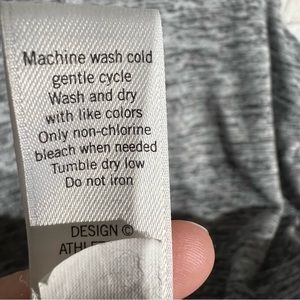 Machine wash cold
gentle cycle
Wash and dry
with like colors
Only non-chlorine
bleach when needed
Tumble dry low
Do not iron
DESIGN ©